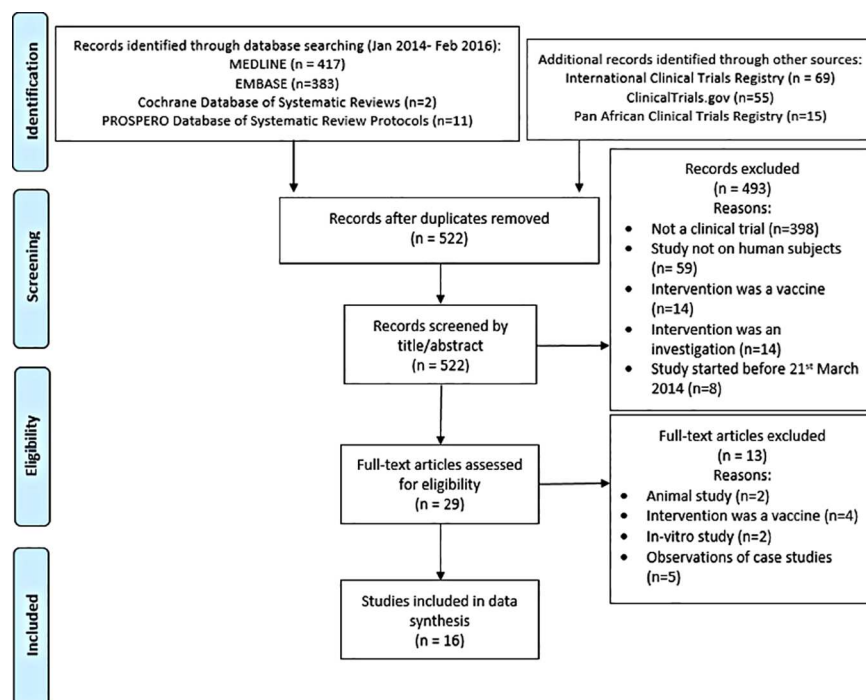 Identification
Records identified through database searching (Jan 2014- Feb 2016):
MEDLINE (n = 417)
EMBASE (n=383)
Cochrane Database of Systematic Reviews (n=2)
PROSPERO Database of Systematic Review Protocols (n=11)
Additional records identified through other sources:
International Clinical Trials Registry (n = 69)
ClinicalTrials.gov (n=55)
Pan African Clinical Trials Registry (n=15)
Screening
Records after duplicates removed
(n = 522)
Records screened by
title/abstract
(n = 522)
Records excluded
(n = 493)
Reasons:
• Not a clinical trial (n=398)
• Study not on human subjects
(n= 59)
• Intervention was a vaccine
(n=14)
• Intervention was an
investigation (n=14)
• Study started before 21st March
2014 (n=8)
Eligibility
Full-text articles assessed
for eligibility
(n = 29)
Full-text articles excluded
(n = 13)
Reasons:
• Animal study (n=2)
• Intervention was a vaccine (n=4)
• In-vitro study (n=2)
• Observations of case studies
(n=5)
Included
Studies included in data
synthesis
(n = 16)